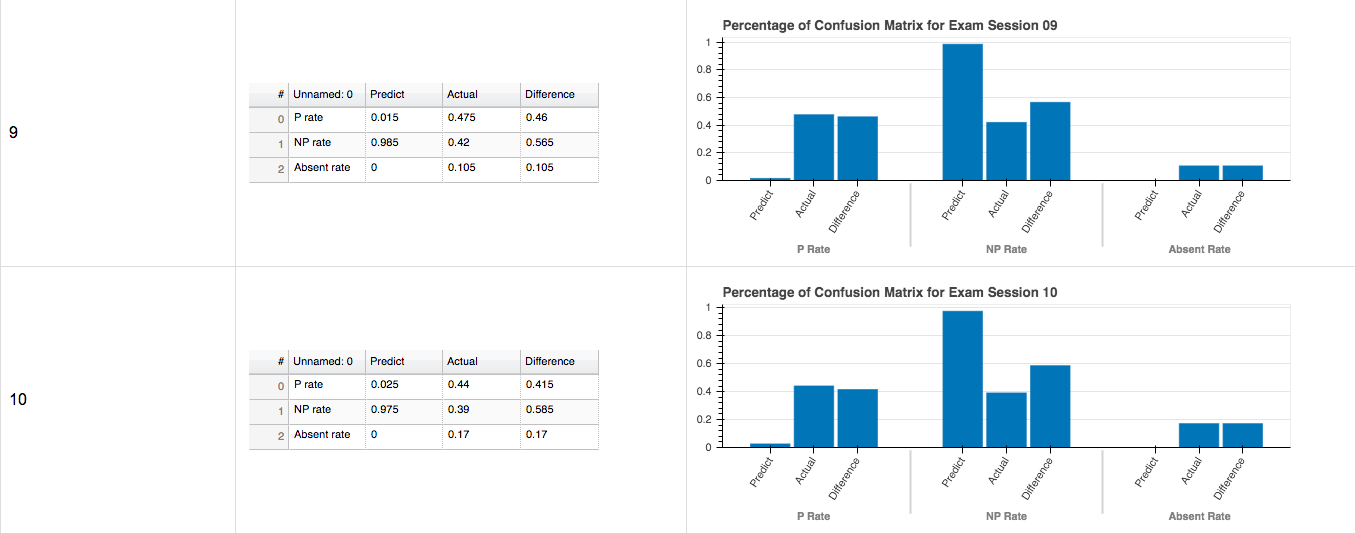 9
# Unnamed: 0 Predict Actual Difference
0 P rate 0.015 0.475 0.46
1 NP rate 0.985 0.42 0.565
2 Absent rate 0 0.105 0.105
Percentage of Confusion Matrix for Exam Session 09
1
0.8
0.6
0.4
0.2
0
Predict Actual Difference Predict Actual Difference Predict Actual Difference
P Rate NP Rate Absent Rate
10
# Unnamed: 0 Predict Actual Difference
0 P rate 0.025 0.44 0.415
1 NP rate 0.975 0.39 0.585
2 Absent rate 0 0.17 0.17
Percentage of Confusion Matrix for Exam Session 10
1
0.8
0.6
0.4
0.2
0
Predict Actual Difference Predict Actual Difference Predict Actual Difference
P Rate NP Rate Absent Rate